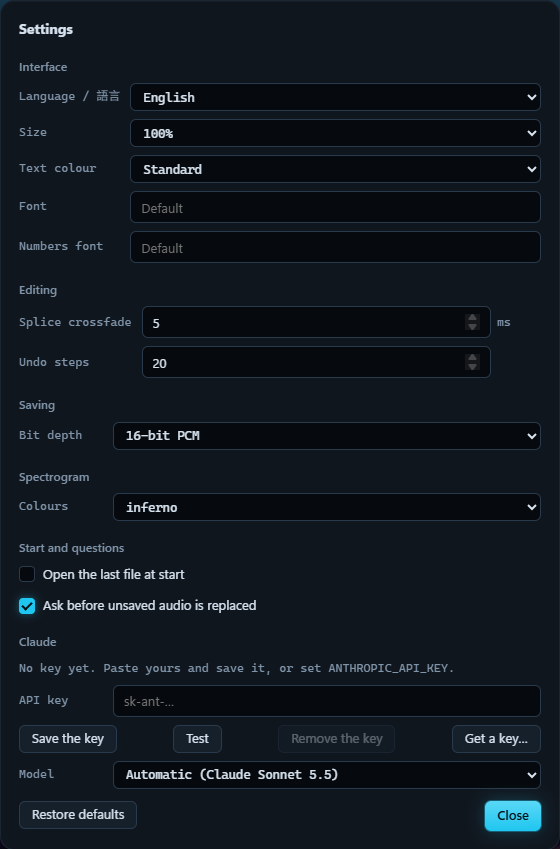 Settings
Interface
Language / 語言 English
Size 100%
Text colour Standard
Font Default
Numbers font Default
Editing
Splice crossfade 5 ms
Undo steps 20
Saving
Bit depth 16-bit PCM
Spectrogram
Colours inferno
Start and questions
Open the last file at start
Ask before unsaved audio is replaced
Claude
No key yet. Paste yours and save it, or set ANTHROPIC_API_KEY.
API key sk-ant-...
Save the key Test Remove the key Get a key...
Model Automatic (Claude Sonnet 5.5)
Restore defaults Close